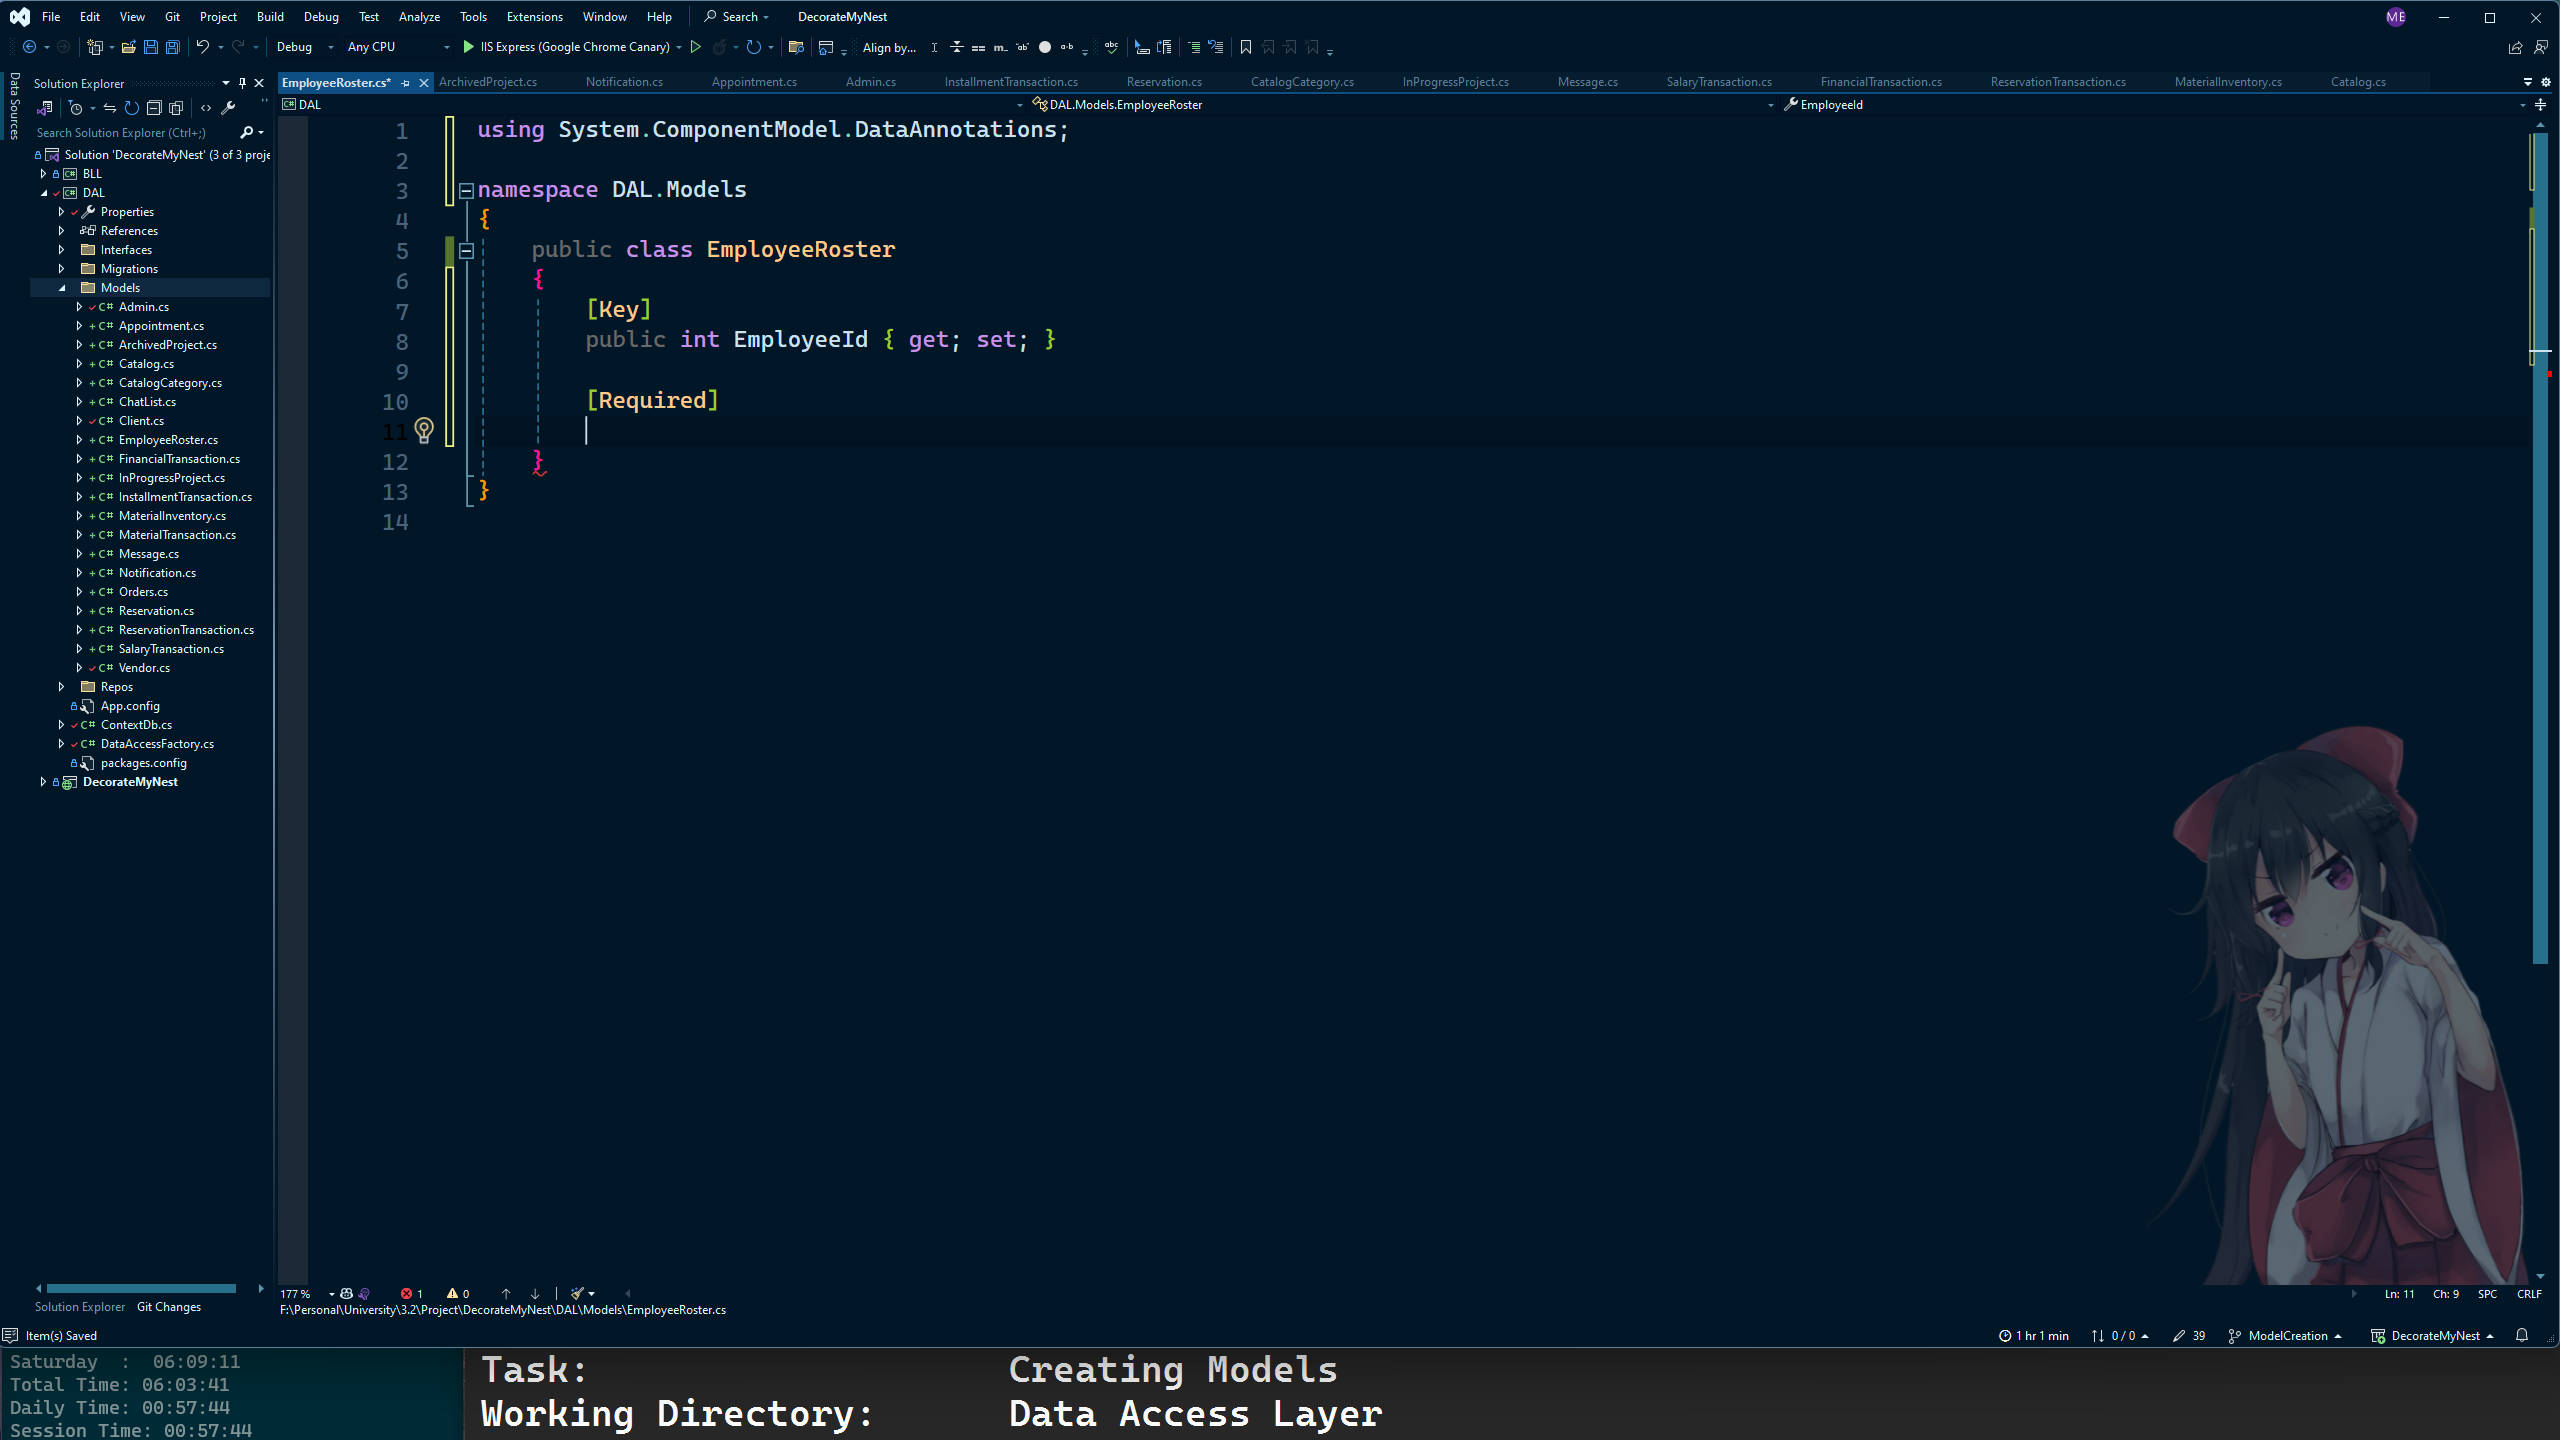 File Edit View Git Project Build Debug Test Analyze Tools Extensions Window Help Search DecorateMyNest ME
Debug Any CPU IIS Express (Google Chrome Canary) Align by...
Data Sources
Solution Explorer
Search Solution Explorer (Ctrl+;)
Solution 'DecorateMyNest' (3 of 3 proje
BLL
DAL
Properties
References
Interfaces
Migrations
Models
C# Admin.cs
C# Appointment.cs
C# ArchivedProject.cs
C# Catalog.cs
C# CatalogCategory.cs
C# ChatList.cs
C# Client.cs
C# EmployeeRoster.cs
C# FinancialTransaction.cs
C# InProgressProject.cs
C# InstallmentTransaction.cs
C# MaterialInventory.cs
C# MaterialTransaction.cs
C# Message.cs
C# Notification.cs
C# Orders.cs
C# Reservation.cs
C# ReservationTransaction.cs
C# SalaryTransaction.cs
C# Vendor.cs
Repos
App.config
C# ContextDb.cs
C# DataAccessFactory.cs
packages.config
DecorateMyNest
Solution Explorer Git Changes
EmployeeRoster.cs* ArchivedProject.cs Notification.cs Appointment.cs Admin.cs InstallmentTransaction.cs Reservation.cs CatalogCategory.cs InProgressProject.cs Message.cs SalaryTransaction.cs FinancialTransaction.cs ReservationTransaction.cs MaterialInventory.cs Catalog.cs
DAL DAL.Models.EmployeeRoster EmployeeId
1 using System.ComponentModel.DataAnnotations;
2
3 namespace DAL.Models
4 {
5 public class EmployeeRoster
6 {
7 [Key]
8 public int EmployeeId { get; set; }
9
10 [Required]
11
12 }
13 }
14
177 % 1 0 Ln: 11 Ch: 9 SPC CRLF
F:\Personal\University\3.2\Project\DecorateMyNest\DAL\Models\EmployeeRoster.cs
Item(s) Saved 1 hr 1 min 0 / 0 39 ModelCreation DecorateMyNest
Saturday : 06:09:11
Total Time: 06:03:41
Daily Time: 00:57:44
Session Time: 00:57:44
Task: Creating Models
Working Directory: Data Access Layer